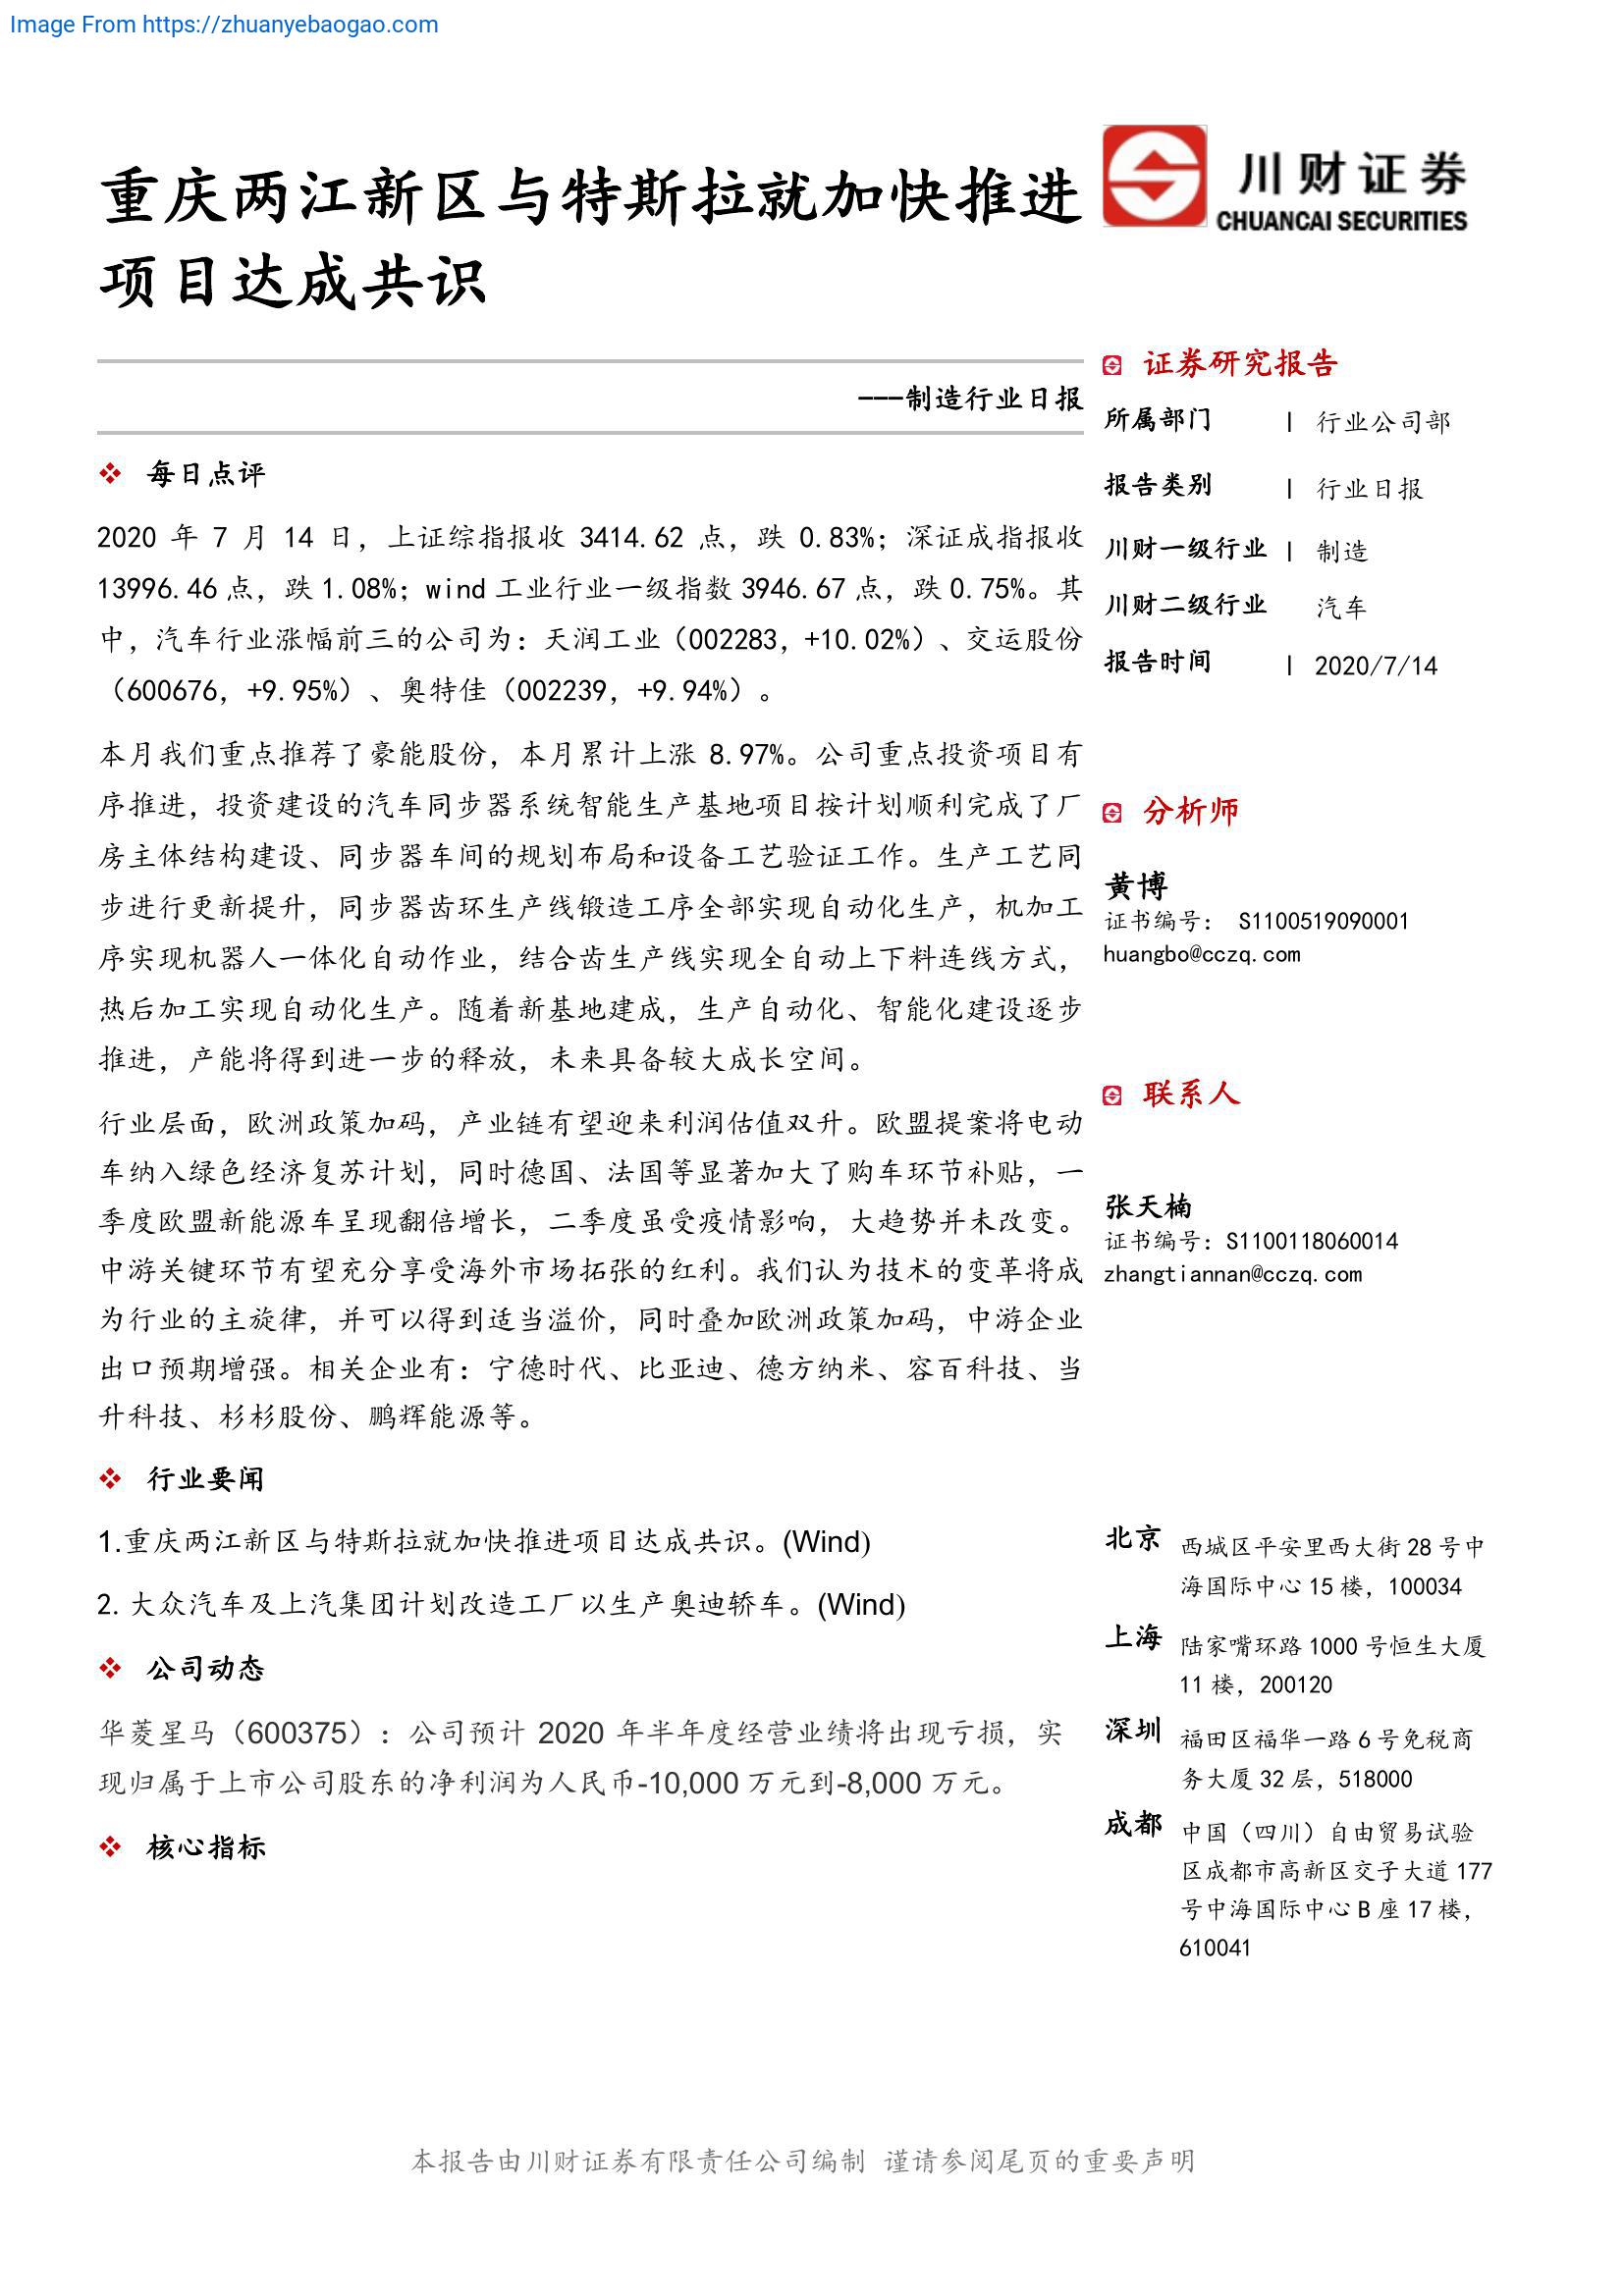 Image From https://zhuanyebaogao.com
重庆两江新区与特斯拉就加快推进
项目达成共识
川财证券
CHUANCAI SECURITIES
---制造行业日报
每日点评
2020 年 7 月 14 日，上证综指报收 3414.62 点，跌 0.83%；深证成指报收
13996.46 点，跌 1.08%；wind 工业行业一级指数 3946.67 点，跌 0.75%。其
中，汽车行业涨幅前三的公司为：天润工业（002283，+10.02%）、交运股份
（600676，+9.95%）、奥特佳（002239，+9.94%）。
本月我们重点推荐了豪能股份，本月累计上涨 8.97%。公司重点投资项目有
序推进，投资建设的汽车同步器系统智能生产基地项目按计划顺利完成了厂
房主体结构建设、同步器车间的规划布局和设备工艺验证工作。生产工艺同
步进行更新提升，同步器齿环生产线锻造工序全部实现自动化生产，机加工
序实现机器人一体化自动作业，结合齿生产线实现全自动上下料连线方式，
热后加工实现自动化生产。随着新基地建成，生产自动化、智能化建设逐步
推进，产能将得到进一步的释放，未来具备较大成长空间。
行业层面，欧洲政策加码，产业链有望迎来利润估值双升。欧盟提案将电动
车纳入绿色经济复苏计划，同时德国、法国等显著加大了购车环节补贴，一
季度欧盟新能源车呈现翻倍增长，二季度虽受疫情影响，大趋势并未改变。
中游关键环节有望充分享受海外市场拓张的红利。我们认为技术的变革将成
为行业的主旋律，并可以得到适当溢价，同时叠加欧洲政策加码，中游企业
出口预期增强。相关企业有：宁德时代、比亚迪、德方纳米、容百科技、当
升科技、杉杉股份、鹏辉能源等。
行业要闻
1.重庆两江新区与特斯拉就加快推进项目达成共识。(Wind)
2. 大众汽车及上汽集团计划改造工厂以生产奥迪轿车。(Wind)
公司动态
华菱星马（600375）：公司预计 2020 年半年度经营业绩将出现亏损，实
现归属于上市公司股东的净利润为人民币-10,000 万元到-8,000 万元。
核心指标
证券研究报告
所属部门 | 行业公司部
报告类别 | 行业日报
川财一级行业 | 制造
川财二级行业 汽车
报告时间 | 2020/7/14
分析师
黄博
证书编号： S1100519090001
huangbo@cczq.com
联系人
张天楠
证书编号：S1100118060014
zhangtiannan@cczq.com
北京 西城区平安里西大街 28 号中
海国际中心 15 楼，100034
上海 陆家嘴环路 1000 号恒生大厦
11 楼，200120
深圳 福田区福华一路 6 号免税商
务大厦 32 层，518000
成都 中国（四川）自由贸易试验
区成都市高新区交子大道 177
号中海国际中心 B 座 17 楼，
610041
本报告由川财证券有限责任公司编制 谨请参阅尾页的重要声明